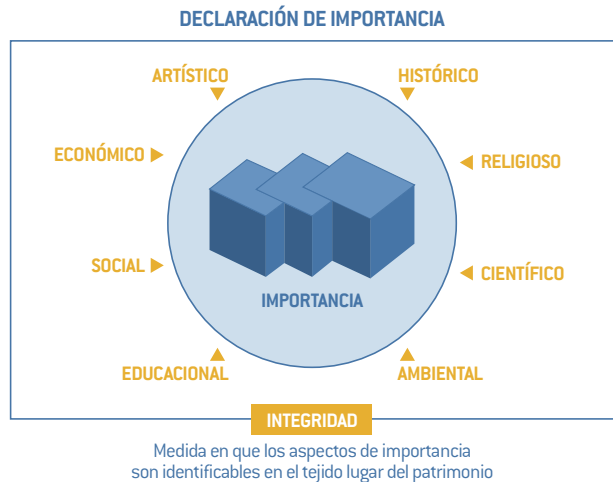 DECLARACIÓN DE IMPORTANCIA
ARTÍSTICO
HISTÓRICO
ECONÓMICO
RELIGIOSO
SOCIAL
CIENTÍFICO
IMPORTANCIA
EDUCACIONAL
AMBIENTAL
INTEGRIDAD
Medida en que los aspectos de importancia
son identificables en el tejido lugar del patrimonio